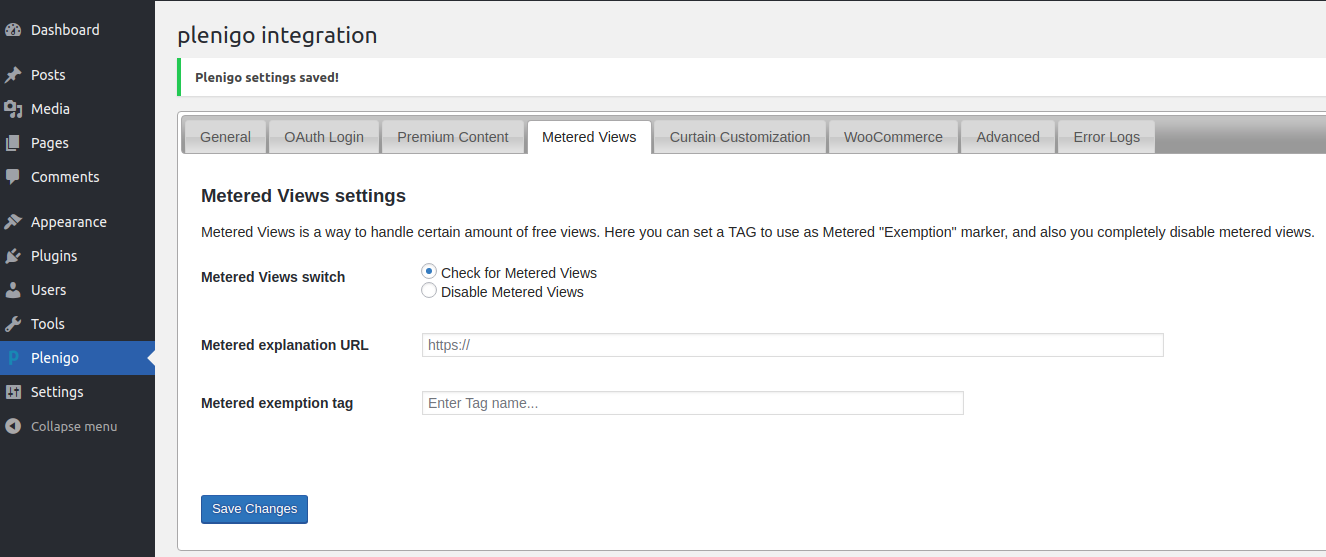 Dashboard
Posts
Media
Pages
Comments
Appearance
Plugins
Users
Tools
Plenigo
Settings
Collapse menu
plenigo integration
Plenigo settings saved!
General OAuth Login Premium Content Metered Views Curtain Customization WooCommerce Advanced Error Logs
Metered Views settings
Metered Views is a way to handle certain amount of free views. Here you can set a TAG to use as Metered "Exemption" marker, and also you completely disable metered views.
Metered Views switch
Check for Metered Views
Disable Metered Views
Metered explanation URL
https://
Metered exemption tag
Enter Tag name...
Save Changes